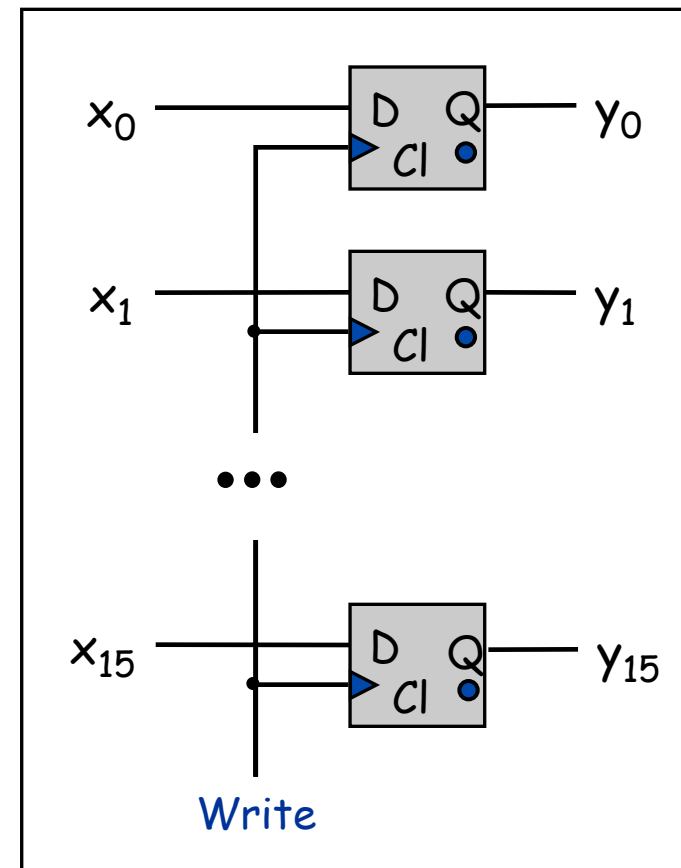 x₀ D Q y₀
Cl
x₁ D Q y₁
Cl
x₁₅ D Q y₁₅
Cl
Write